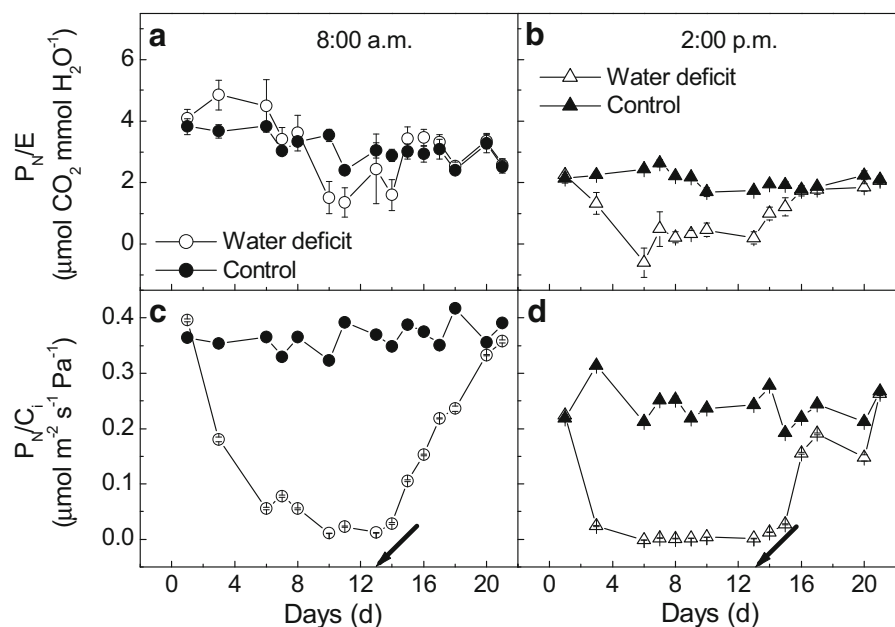 a
8:00 a.m.
b
2:00 p.m.
Water deficit
Control
6
4
2
0
P_N/E
(μmol CO₂ mmol H₂O⁻¹)
Water deficit
Control
c
d
0.4
0.3
0.2
0.1
0.0
P_N/C_i
(μmol m⁻² s⁻¹ Pa⁻¹)
0 4 8 12 16 20
0 4 8 12 16 20
Days (d)
Days (d)